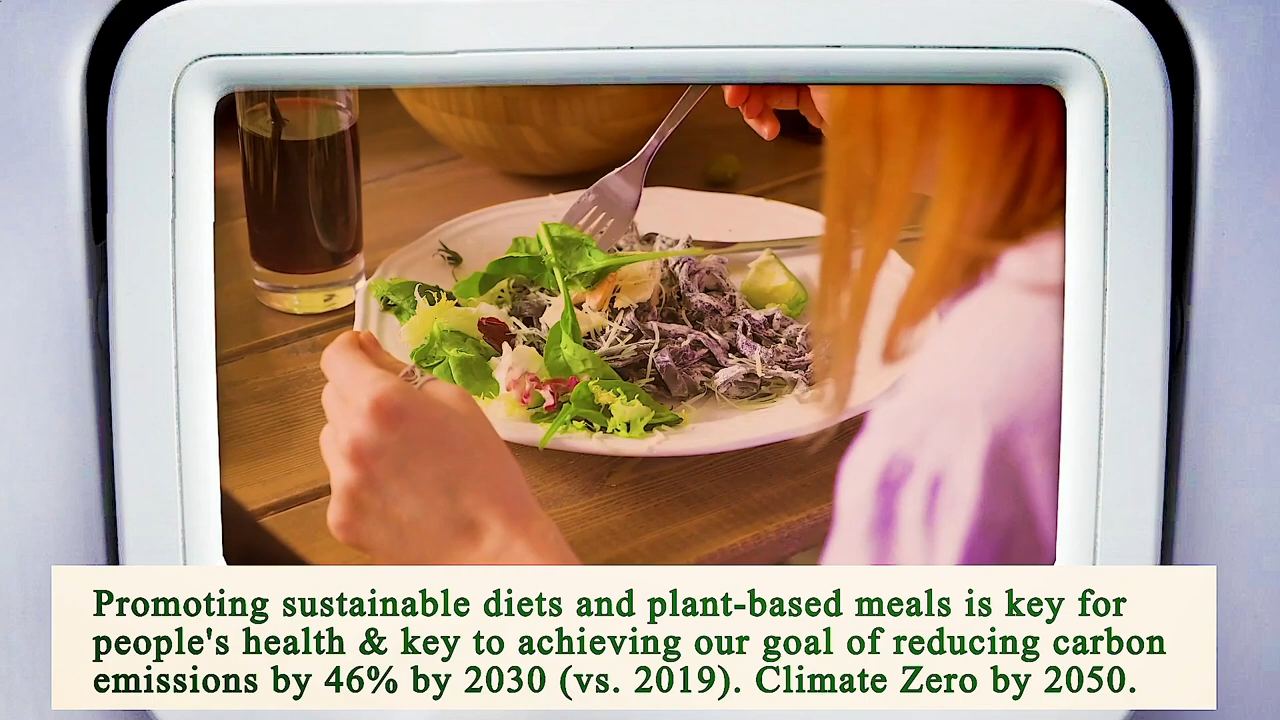 Promoting sustainable diets and plant-based meals is key for
people's health & key to achieving our goal of reducing carbon
emissions by 46% by 2030 (vs. 2019). Climate Zero by 2050.